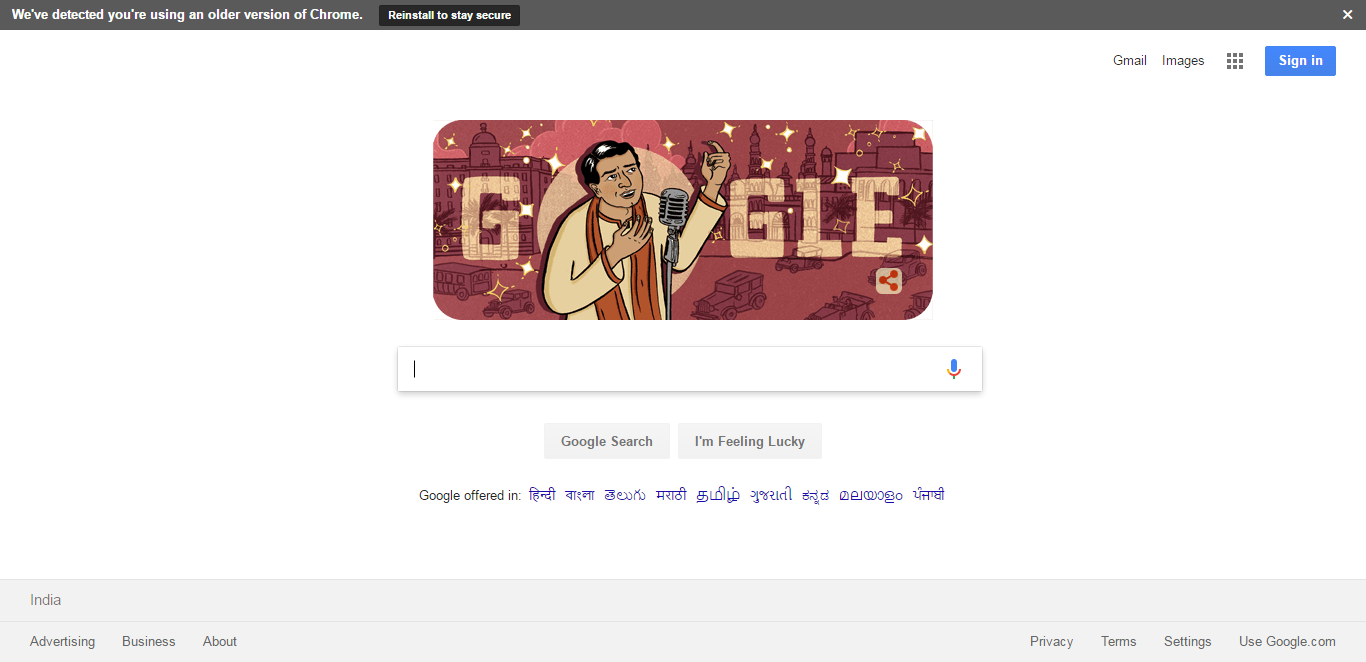 We've detected you're using an older version of Chrome. Reinstall to stay secure
Gmail Images Sign in
G GLE
Google Search I'm Feeling Lucky
Google offered in: हिन्दी বাংলা తెలుగు मराठी தமிழ் ગુજરાતી ಕನ್ನಡ മലയാളം ਪੰਜਾਬੀ
India
Advertising Business About Privacy Terms Settings Use Google.com